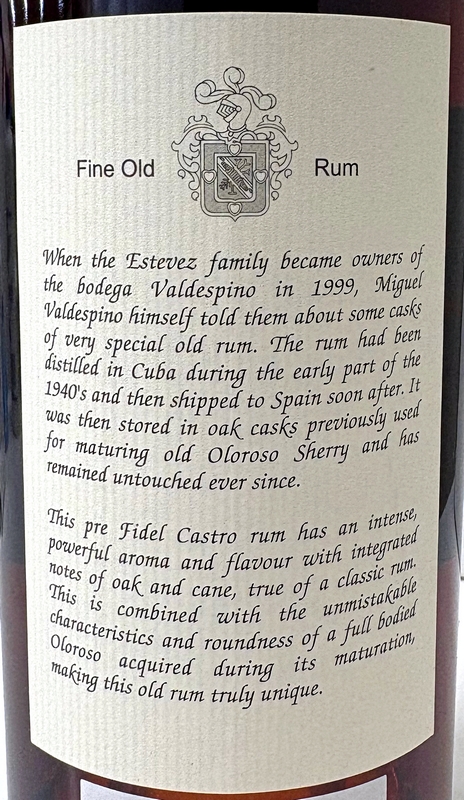 Fine Old Rum
When the Estevez family became owners of
the bodega Valdespino in 1999, Miguel
Valdespino himself told them about some casks
of very special old rum. The rum had been
distilled in Cuba during the early part of the
1940's and then shipped to Spain soon after. It
was then stored in oak casks previously used
for maturing old Oloroso Sherry and has
remained untouched ever since.
This pre Fidel Castro rum has an intense,
powerful aroma and flavour with integrated
notes of oak and cane, true of a classic rum.
This is combined with the unmistakable
characteristics and roundness of a full bodied
Oloroso acquired during its maturation,
making this old rum truly unique.